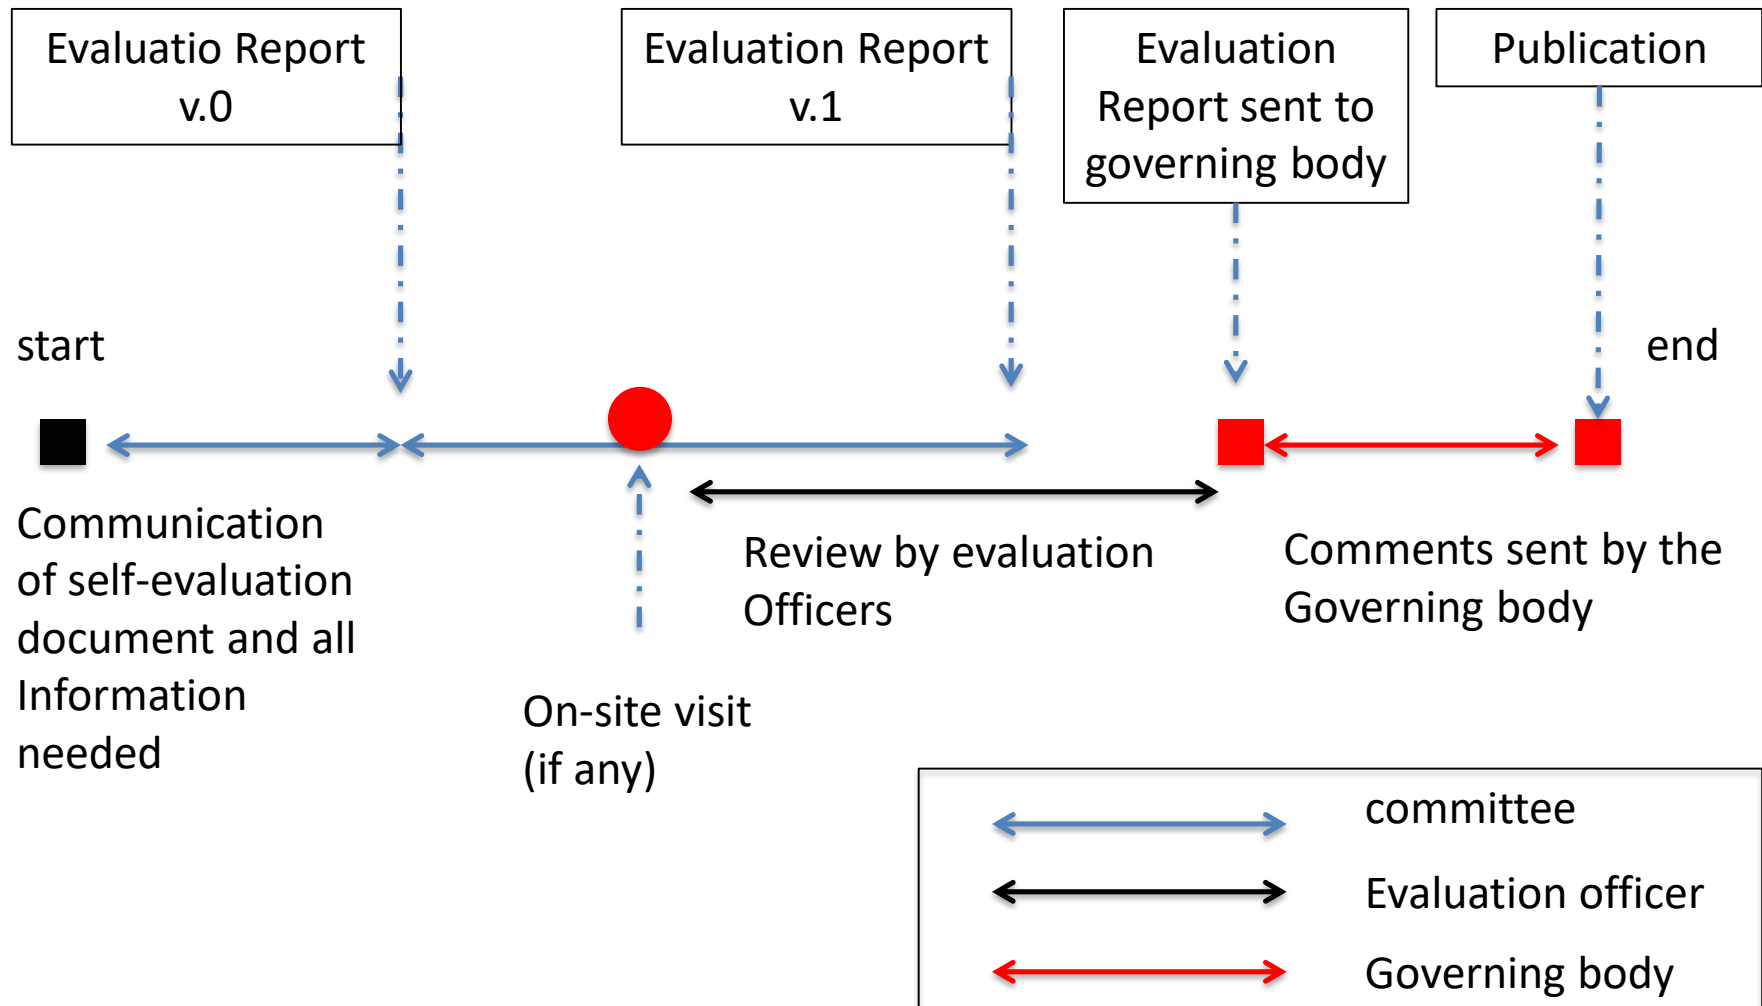 Evaluatio Report
v.0
Evaluation Report
v.1
Evaluation
Report sent to
governing body
Publication
start
end
Communication
of self-evaluation
document and all
Information
needed
On-site visit
(if any)
Review by evaluation
Officers
Comments sent by the
Governing body
committee
Evaluation officer
Governing body